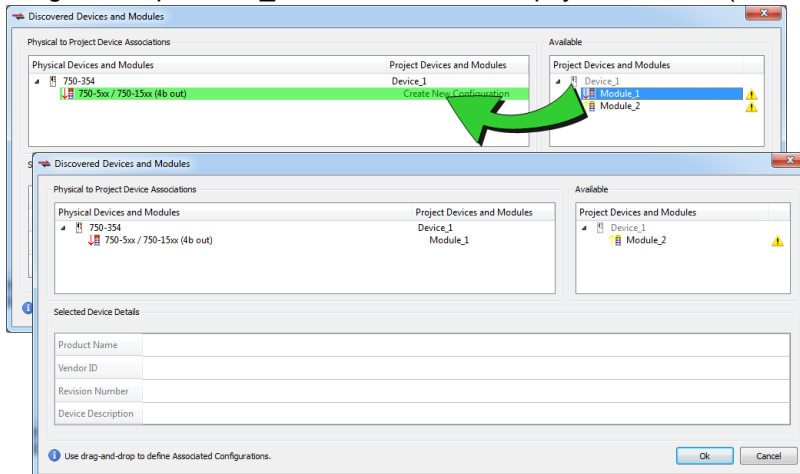 Discovered Devices and Modules
Physical to Project Device Associations
Available
Physical Devices and Modules Project Devices and Modules
Project Devices and Modules
750-354 Device_1
Device_1
750-5xx / 750-15xx (4b out) Create New Configuration
Module_1
Module_2
Discovered Devices and Modules
Physical to Project Device Associations
Available
Physical Devices and Modules Project Devices and Modules
Project Devices and Modules
750-354 Device_1
Device_1
750-5xx / 750-15xx (4b out) Module_1
Module_2
Selected Device Details
Product Name
Vendor ID
Revision Number
Device Description
Use drag-and-drop to define Associated Configurations.
Ok Cancel